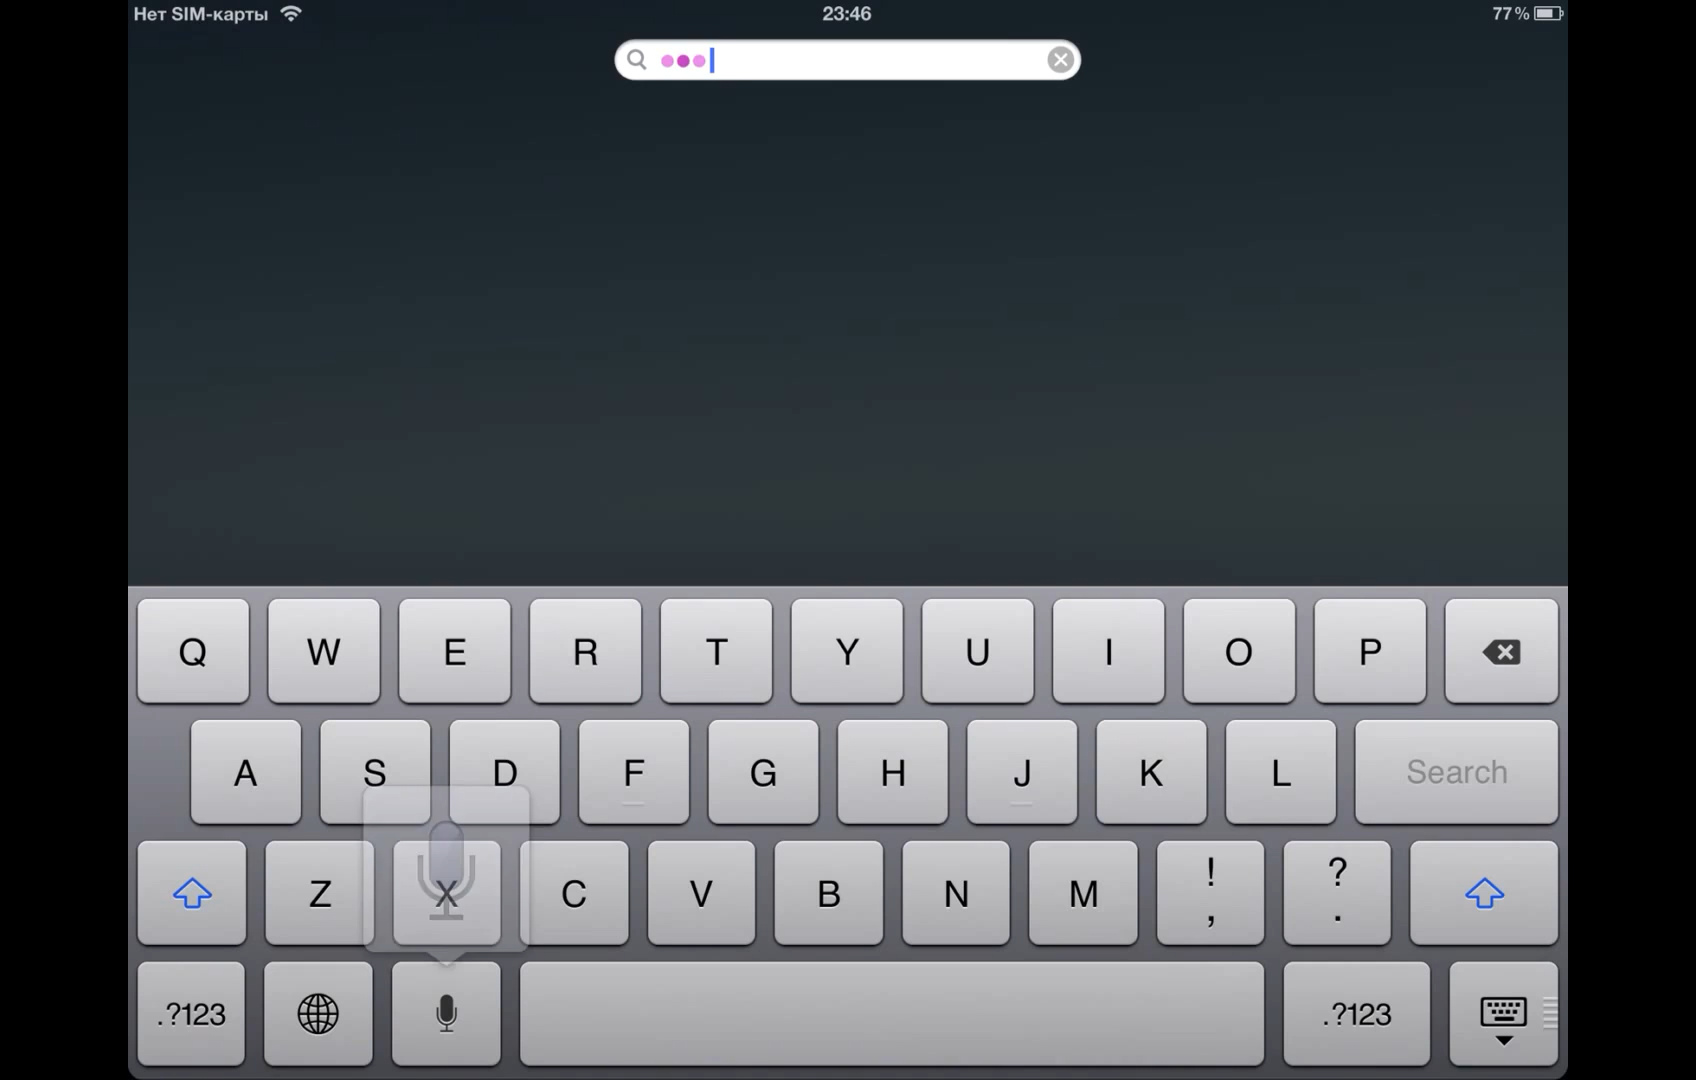 Нет SIM-карты 23:46 77%
Q W E R T Y U I O P
A S D F G H J K L Search
Z X C V B N M ! , ? .
.?123 .?123